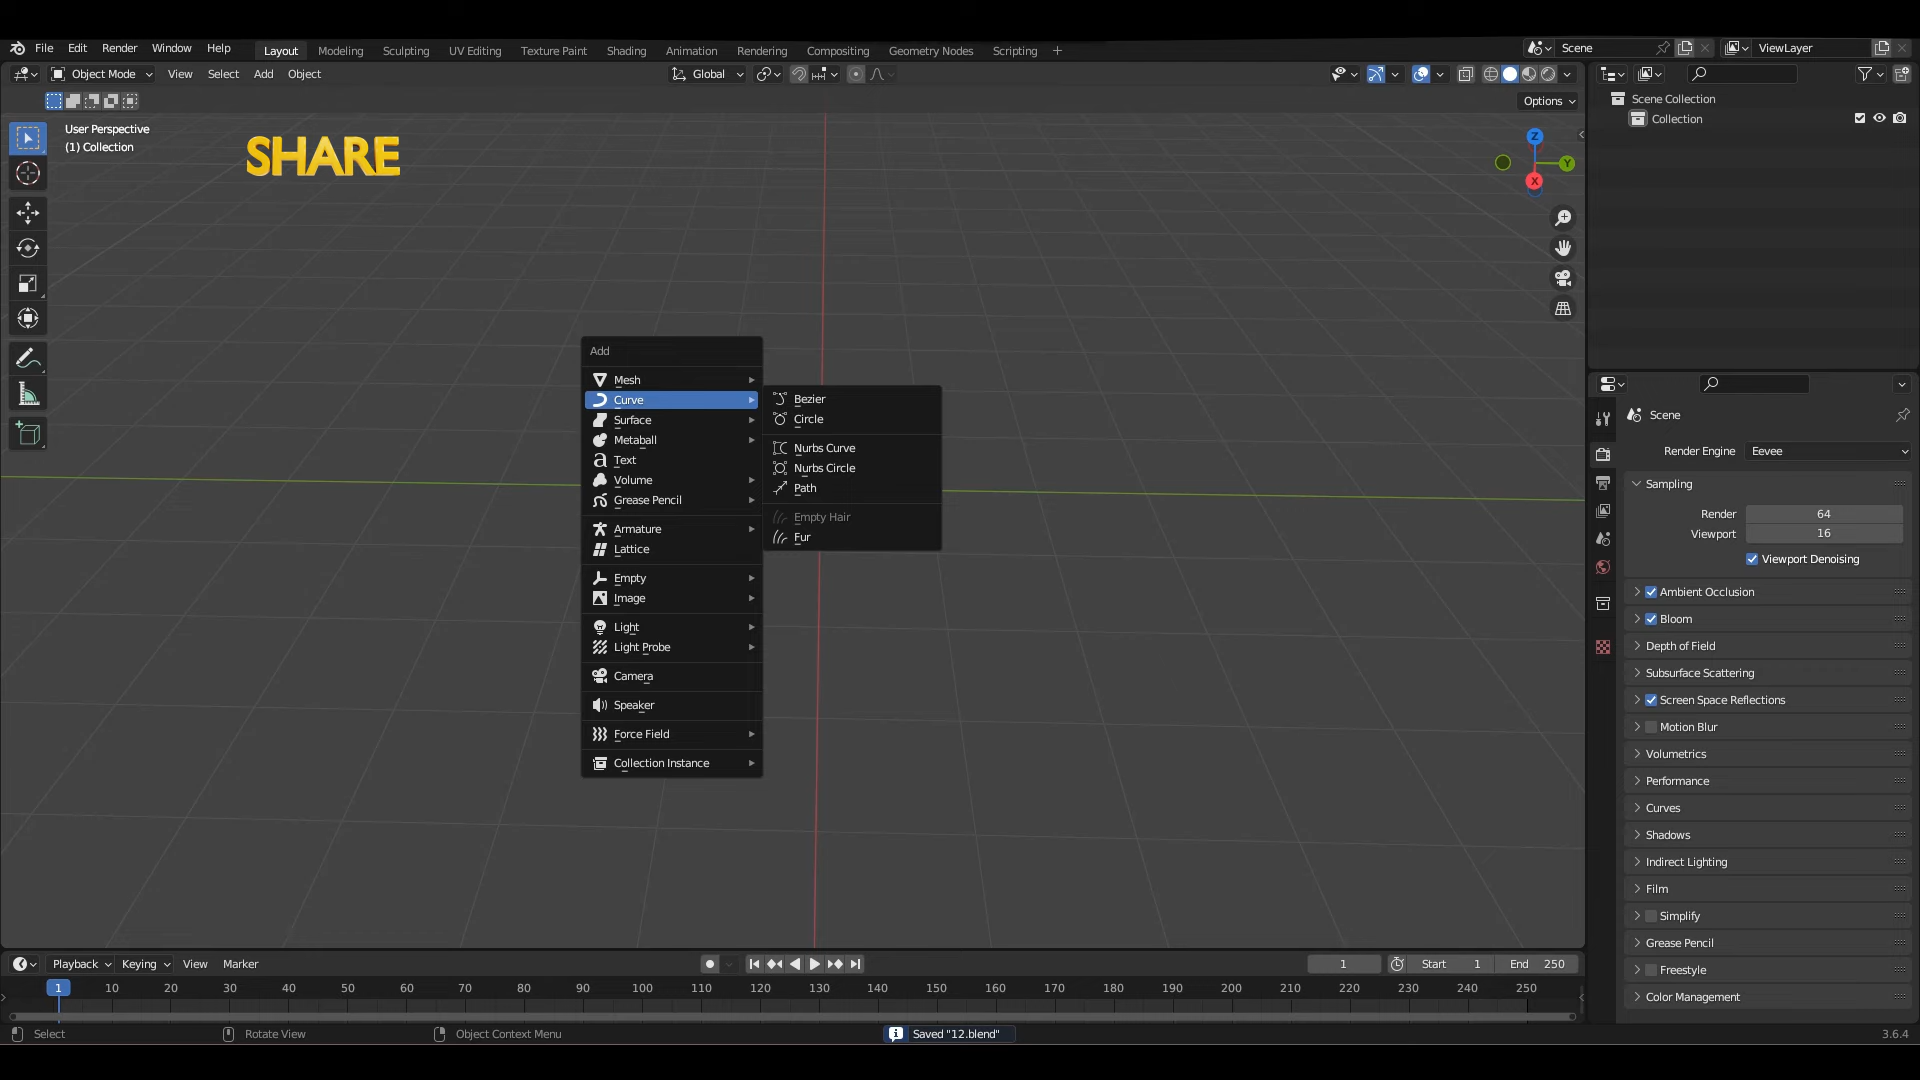 File Edit Render Window Help
Layout Modeling Sculpting UV Editing Texture Paint Shading Animation Rendering Compositing Geometry Nodes Scripting +
Scene
ViewLayer
Object Mode View Select Add Object
Global
Options
User Perspective
(1) Collection
SHARE
Z
Y
X
Add
Mesh
Curve
Surface
Metaball
Text
Volume
Grease Pencil
Armature
Lattice
Empty
Image
Light
Light Probe
Camera
Speaker
Force Field
Collection Instance
Bezier
Circle
Nurbs Curve
Nurbs Circle
Path
Empty Hair
Fur
Scene Collection
Collection
Scene
Render Engine Eevee
Sampling
Render 64
Viewport 16
Viewport Denoising
Ambient Occlusion
Bloom
Depth of Field
Subsurface Scattering
Screen Space Reflections
Motion Blur
Volumetrics
Performance
Curves
Shadows
Indirect Lighting
Film
Simplify
Grease Pencil
Freestyle
Color Management
Playback Keying View Marker
1 Start 1 End 250
1 10 20 30 40 50 60 70 80 90 100 110 120 130 140 150 160 170 180 190 200 210 220 230 240 250
Select Rotate View Object Context Menu
Saved "12.blend"
3.6.4